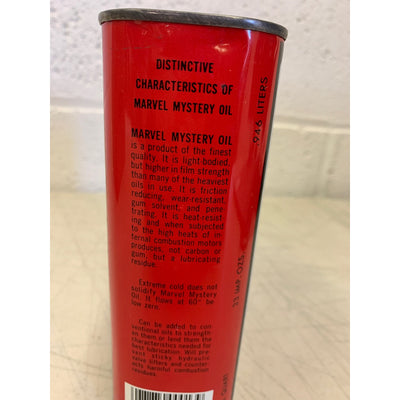 DISTINCTIVE
CHARACTERISTICS OF
MARVEL MYSTERY OIL
MARVEL MYSTERY OIL
is a product of the finest
quality. It is light-bodied,
but higher in film strength
than many of the heaviest
oils in use. It is friction
reducing, wear-resistant,
gum solvent, and pene
trating. It is heat-resist
ing and when subjected
to the high heats of in
ternal combustion motors
produces, not carbon or
gum, but a lubricating
residue.
Extreme cold does not
solidify Marvel Mystery
Oil. It flows at 60° be
low zero.
Can be added to con
ventional oils to strength
en them or lend them the
characteristics needed for
best lubrication. Will pre
vent sticky hydraulic
valve lifters and counter
acts harmful combustion
residues.
.946 LITERS
33 IMP. OZS.